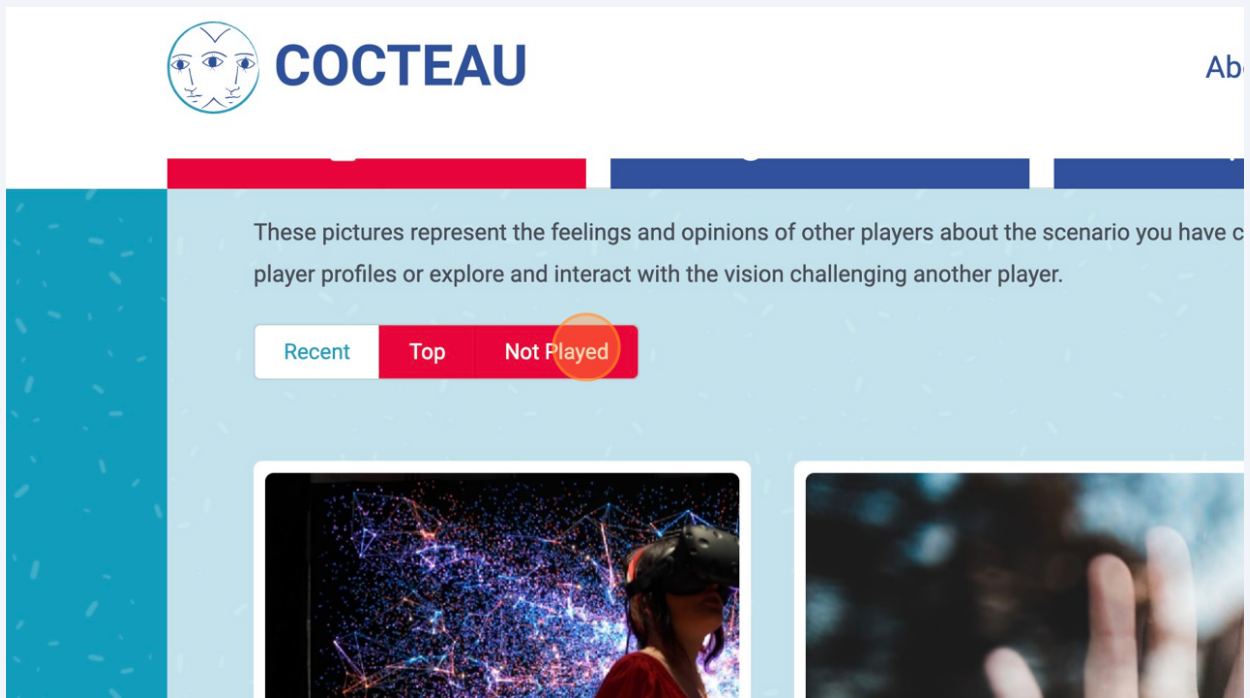 COCTEAU
Ab
These pictures represent the feelings and opinions of other players about the scenario you have c
player profiles or explore and interact with the vision challenging another player.
Recent Top Not Played